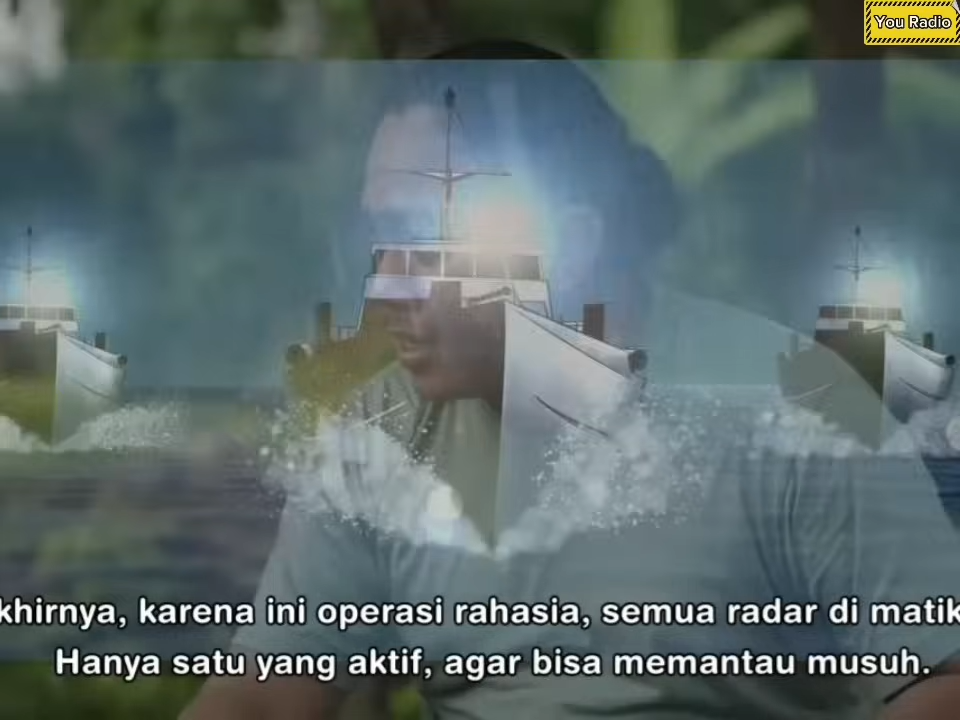 You Radio
khirnya, karena ini operasi rahasia, semua radar di matik
Hanya satu yang aktif, agar bisa memantau musuh.